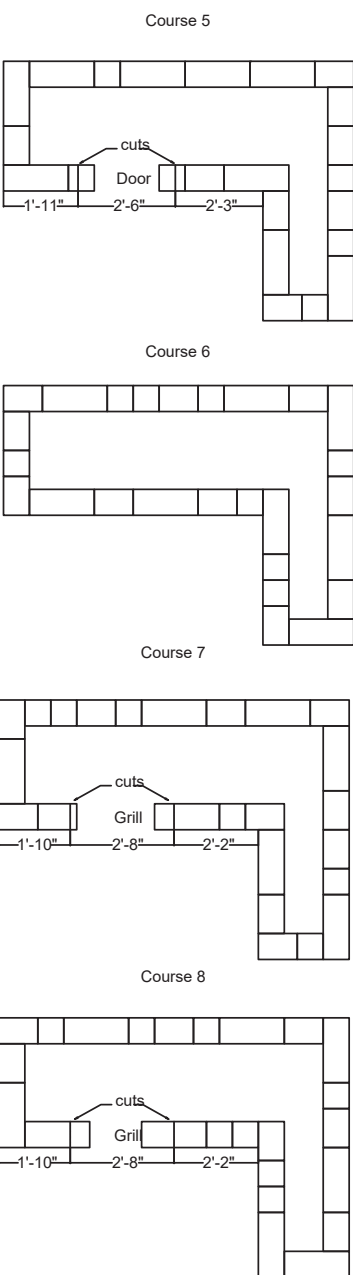 Course 5
cuts
Door
1'-11" 2'-6" 2'-3"
Course 6
Course 7
cuts
Grill
1'-10" 2'-8" 2'-2"
Course 8
cuts
Grill
1'-10" 2'-8" 2'-2"